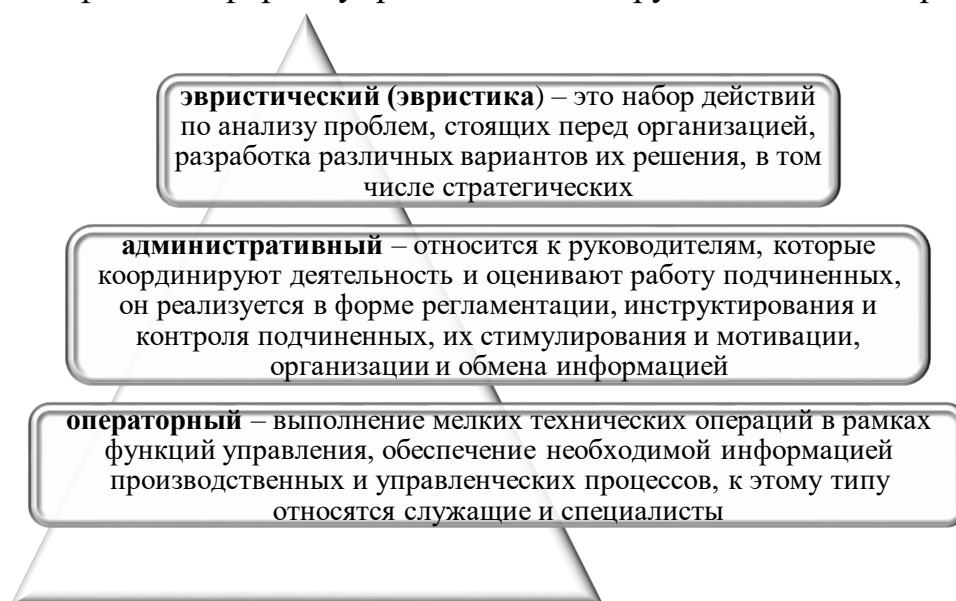 эвристический (эвристика) – это набор действий
по анализу проблем, стоящих перед организацией,
разработка различных вариантов их решения, в том
числе стратегических
административный – относится к руководителям, которые
координируют деятельность и оценивают работу подчиненных,
он реализуется в форме регламентации, инструктирования и
контроля подчиненных, их стимулирования и мотивации,
организации и обмена информацией
операторный – выполнение мелких технических операций в рамках
функций управления, обеспечение необходимой информацией
производственных и управленческих процессов, к этому типу
относятся служащие и специалисты